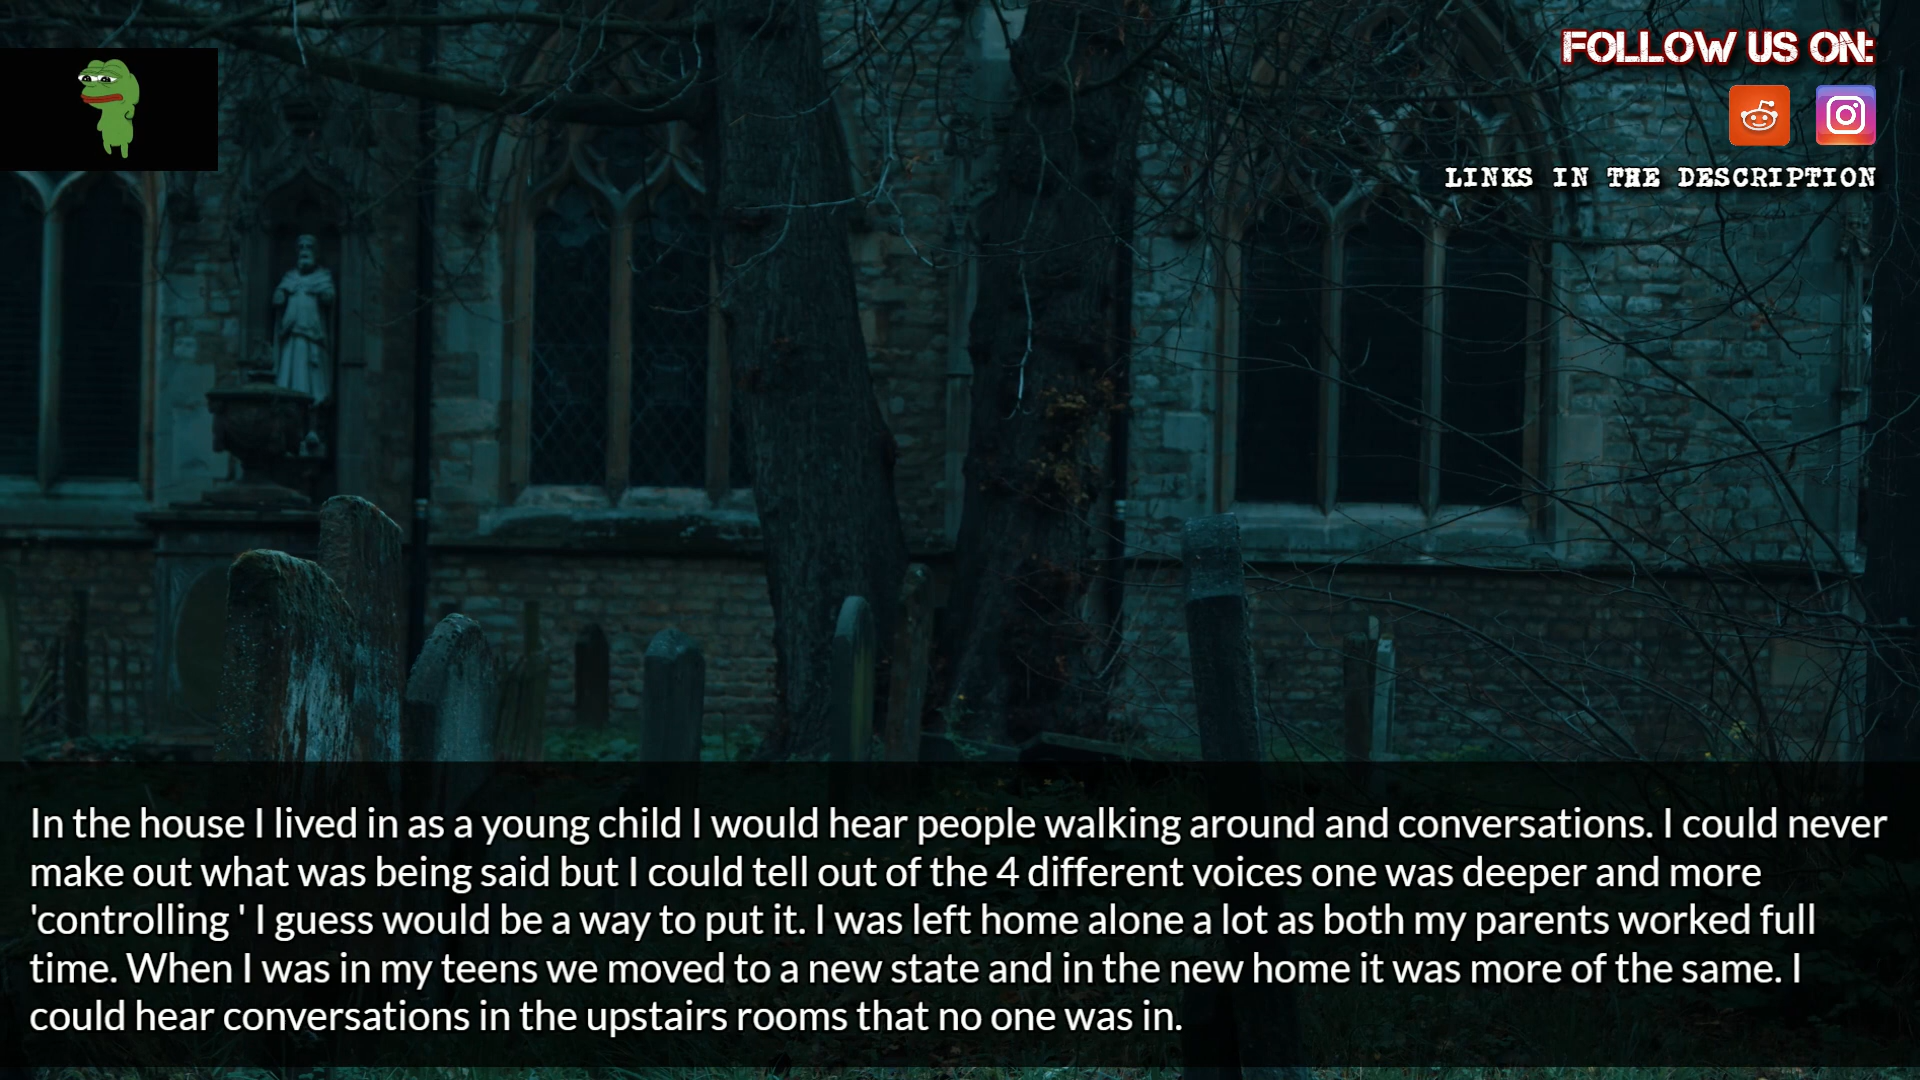 FOLLOW US ON:
LINKS IN THE DESCRIPTION
In the house I lived in as a young child I would hear people walking around and conversations. I could never
make out what was being said but I could tell out of the 4 different voices one was deeper and more
'controlling ' I guess would be a way to put it. I was left home alone a lot as both my parents worked full
time. When I was in my teens we moved to a new state and in the new home it was more of the same. I
could hear conversations in the upstairs rooms that no one was in.